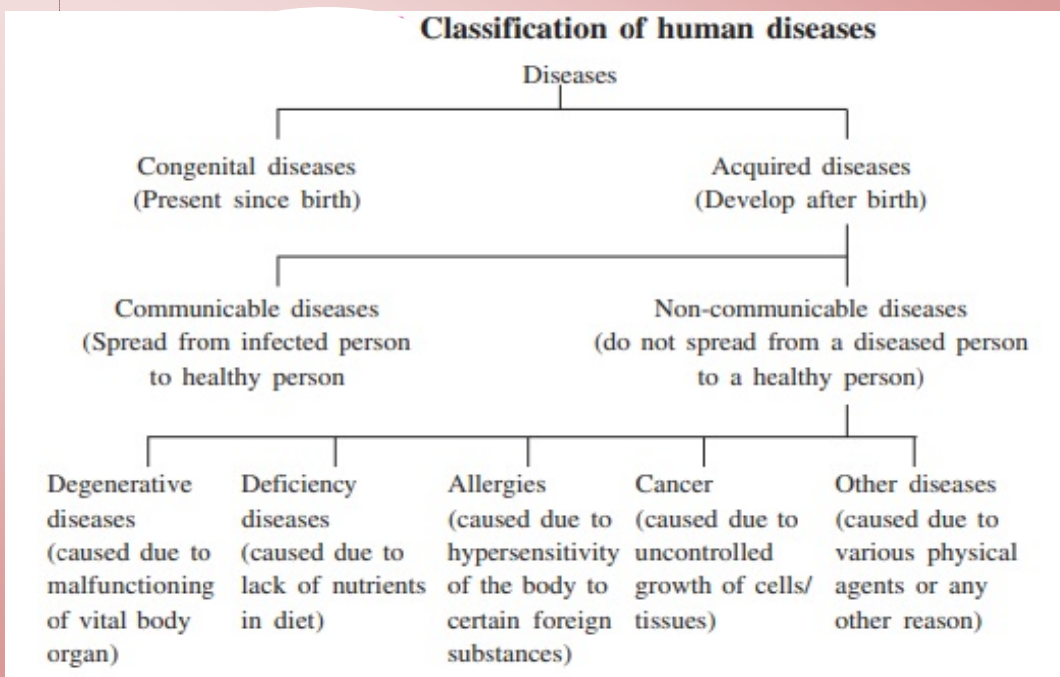 Classification of human diseases
Diseases
Congenital diseases
(Present since birth)
Acquired diseases
(Develop after birth)
Communicable diseases
(Spread from infected person
to healthy person
Non-communicable diseases
(do not spread from a diseased person
to a healthy person)
Degenerative
diseases
(caused due to
malfunctioning
of vital body
organ)
Deficiency
diseases
(caused due to
lack of nutrients
in diet)
Allergies
(caused due to
hypersensitivity
of the body to
certain foreign
substances)
Cancer
(caused due to
uncontrolled
growth of cells/
tissues)
Other diseases
(caused due to
various physical
agents or any
other reason)